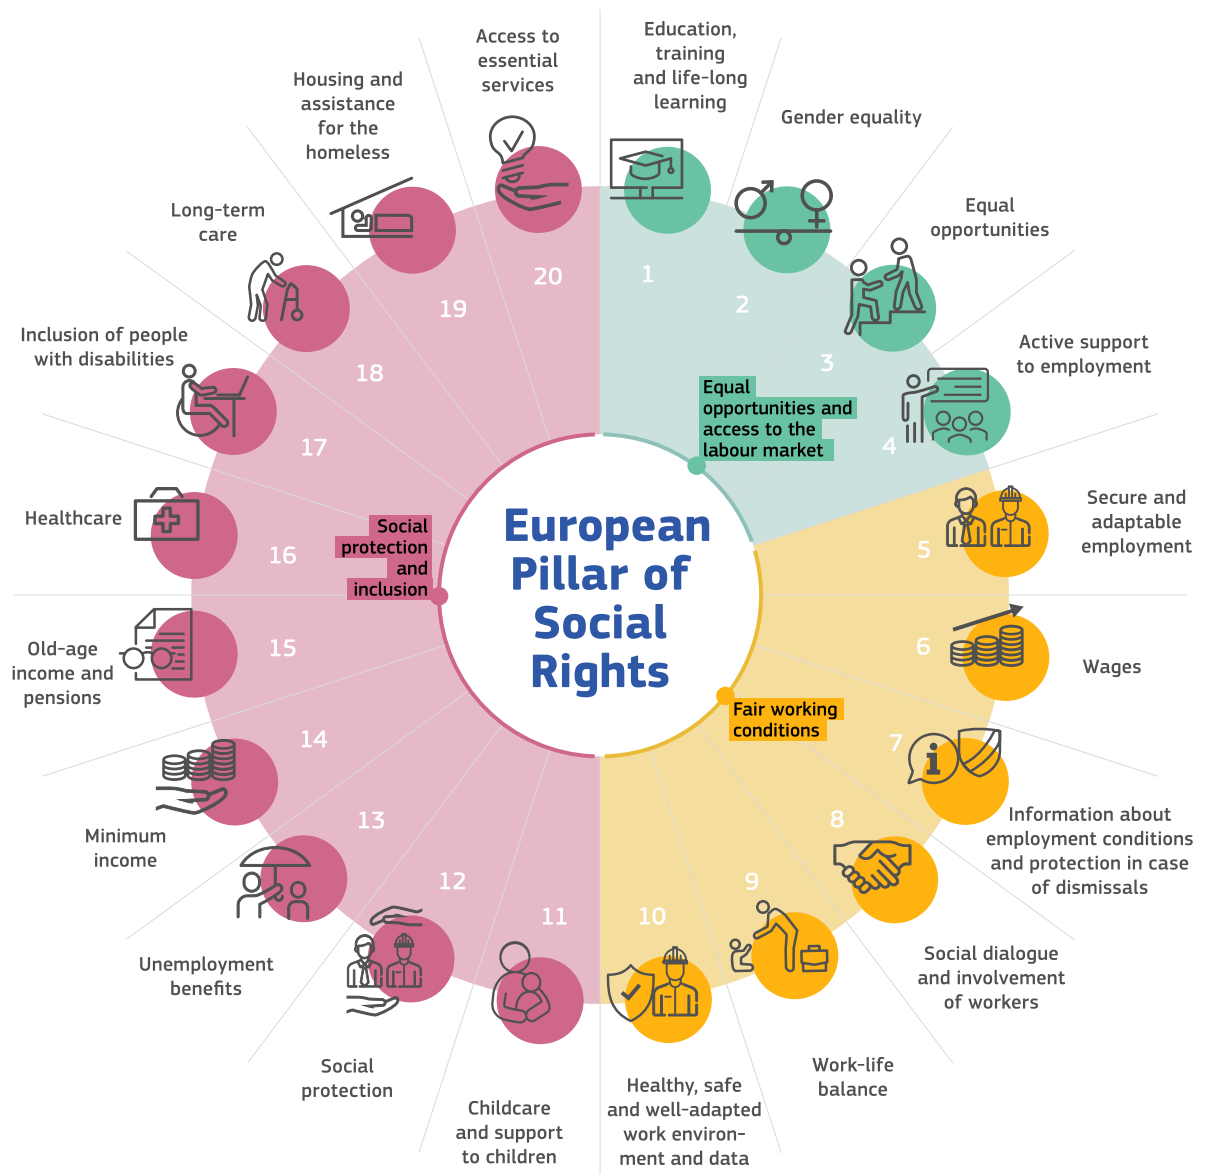 European
Pillar of
Social
Rights
Equal
opportunities and
access to the
labour market
1
Education,
training
and life-long
learning
2
Gender equality
3
Equal
opportunities
4
Active support
to employment
Fair working
conditions
5
Secure and
adaptable
employment
6
Wages
7
Information about
employment conditions
and protection in case
of dismissals
8
Social dialogue
and involvement
of workers
9
Work-life
balance
10
Healthy, safe
and well-adapted
work environ-
ment and data
Social
protection
and
inclusion
11
Childcare
and support
to children
12
Social
protection
13
Unemployment
benefits
14
Minimum
income
15
Old-age
income and
pensions
16
Healthcare
17
Inclusion of people
with disabilities
18
Long-term
care
19
Housing and
assistance
for the
homeless
20
Access to
essential
services
i